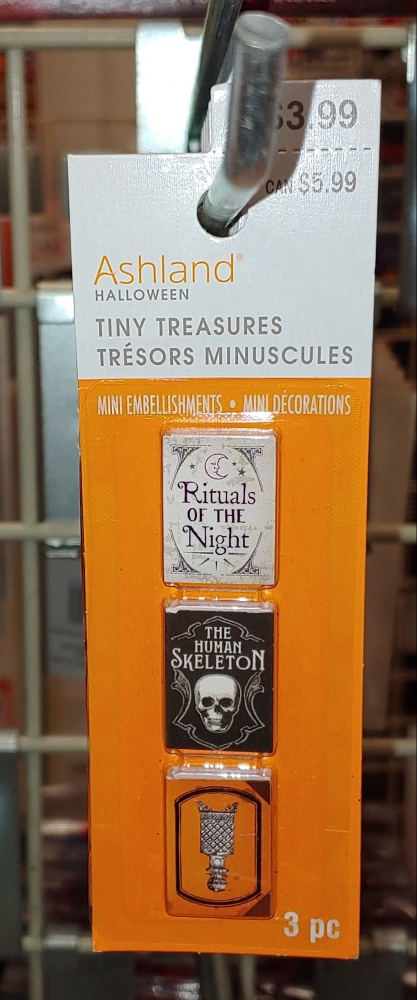 $3.99
CAN $5.99
Ashland®
HALLOWEEN
TINY TREASURES
TRÉSORS MINUSCULES
MINI EMBELLISHMENTS • MINI DÉCORATIONS
Rituals
OF THE
Night
THE
HUMAN
SKELETON
3 pc